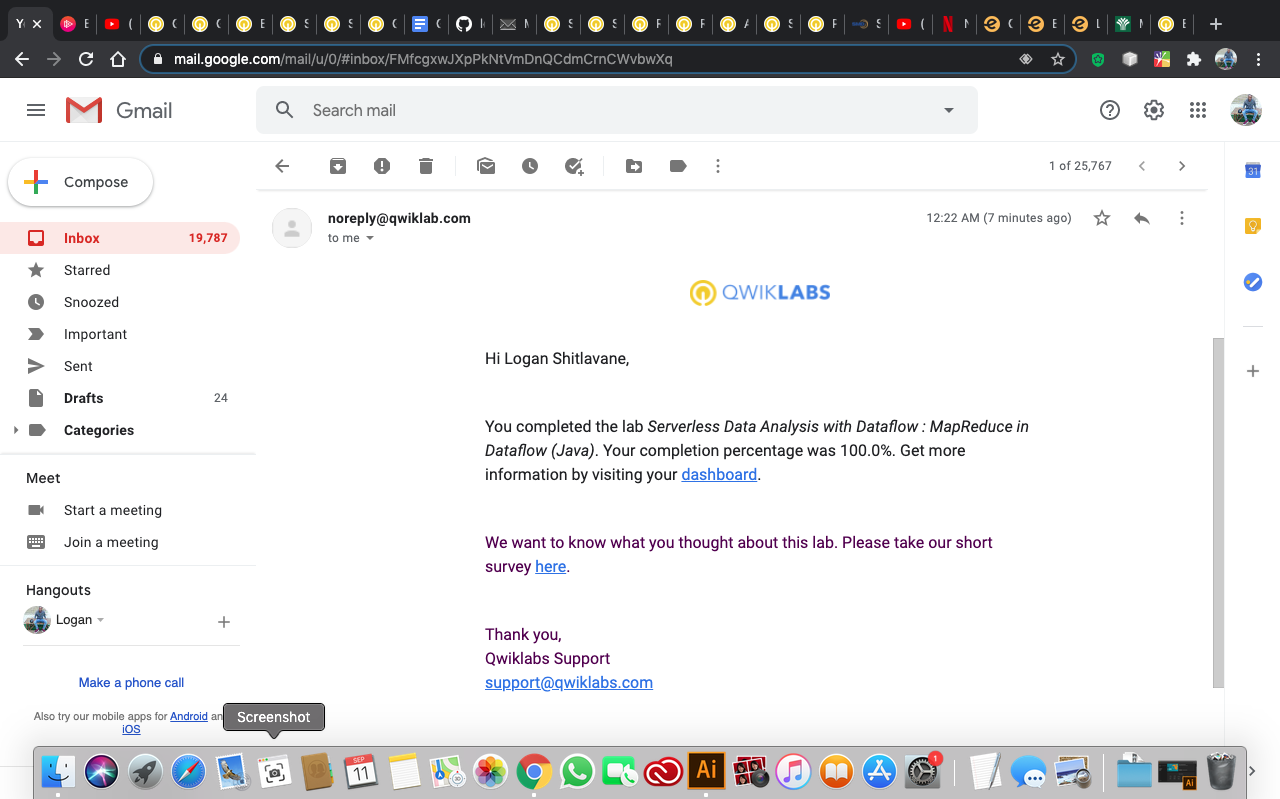 mail.google.com/mail/u/0/#inbox/FMfcgxwJXpPkNtVmDnQCdmCrnCWvbwXq
Gmail
Search mail
Compose
1 of 25,767
31
Inbox 19,787
noreply@qwiklab.com
12:22 AM (7 minutes ago)
to me
Starred
Snoozed
Important
Sent
Drafts 24
Categories
QWIKLABS
Hi Logan Shitlavane,
You completed the lab Serverless Data Analysis with Dataflow : MapReduce in
Dataflow (Java). Your completion percentage was 100.0%. Get more
information by visiting your dashboard.
We want to know what you thought about this lab. Please take our short
survey here.
Thank you,
Qwiklabs Support
support@qwiklabs.com
Meet
Start a meeting
Join a meeting
Hangouts
Logan
Make a phone call
Also try our mobile apps for Android
iOS
Screenshot
SEP
11
Ai
1
Ai